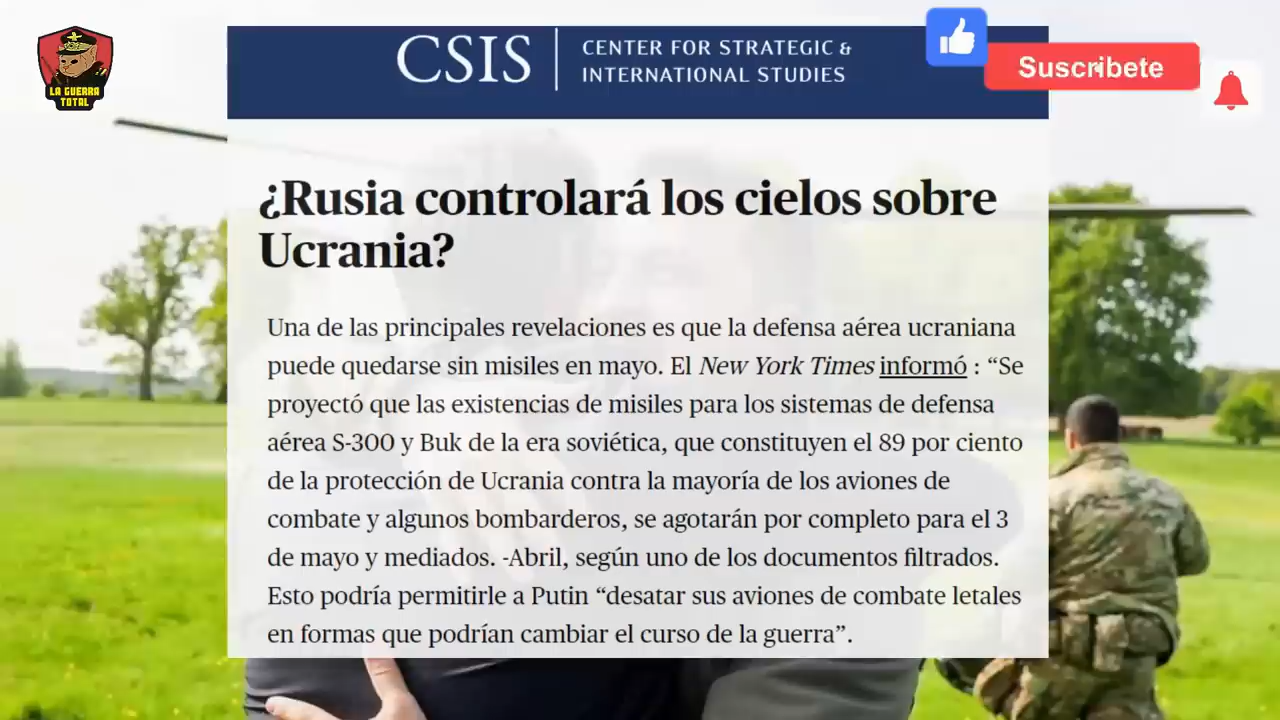 LA GUERRA
TOTAL
CSIS
CENTER FOR STRATEGIC &
INTERNATIONAL STUDIES
Suscribete
¿Rusia controlará los cielos sobre
Ucrania?
Una de las principales revelaciones es que la defensa aérea ucraniana
puede quedarse sin misiles en mayo. El New York Times informó : “Se
proyectó que las existencias de misiles para los sistemas de defensa
aérea S-300 y Buk de la era soviética, que constituyen el 89 por ciento
de la protección de Ucrania contra la mayoría de los aviones de
combate y algunos bombarderos, se agotarán por completo para el 3
de mayo y mediados. -Abril, según uno de los documentos filtrados.
Esto podría permitirle a Putin “desatar sus aviones de combate letales
en formas que podrían cambiar el curso de la guerra”.